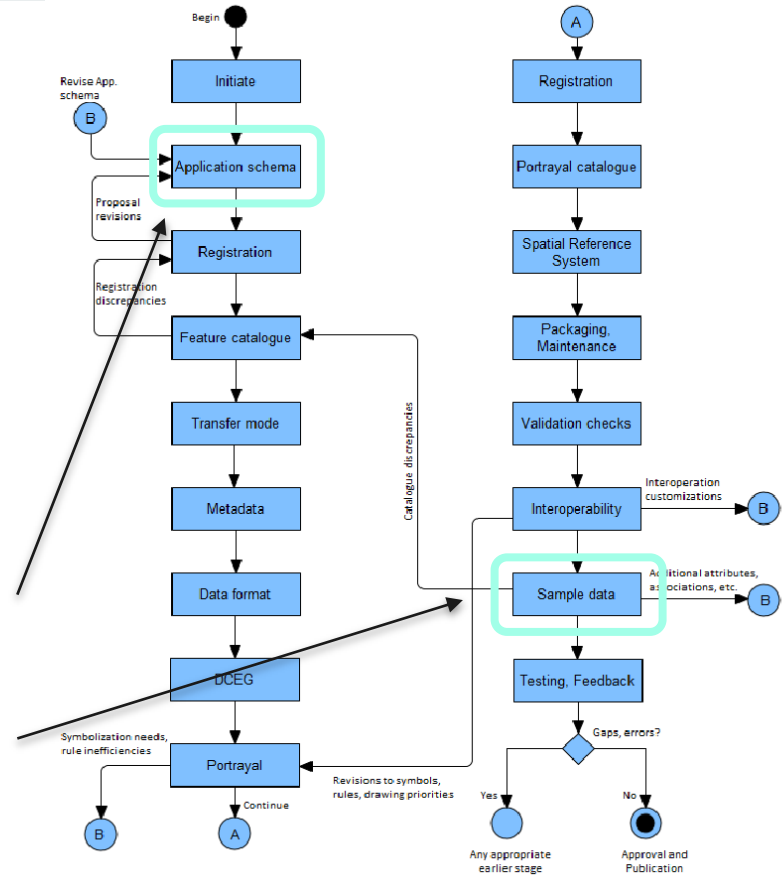 Begin
Initiate
Revise App.
schema
B
Application schema
Proposal
revisions
Registration
Registration
discrepancies
Feature catalogue
Transfer mode
Metadata
Data format
DCEG
Symbolization needs,
rule inefficiencies
Portrayal
B
Continue
A
A
Registration
Portrayal catalogue
Spatial Reference
System
Packaging,
Maintenance
Validation checks
Catalogue discrepancies
Interoperability
Interoperation
customizations
B
Sample data
Additional attributes,
associations, etc.
B
Testing, Feedback
Gaps, errors?
Revisions to symbols,
rules, drawing priorities
Yes
No
Any appropriate
earlier stage
Approval and
Publication